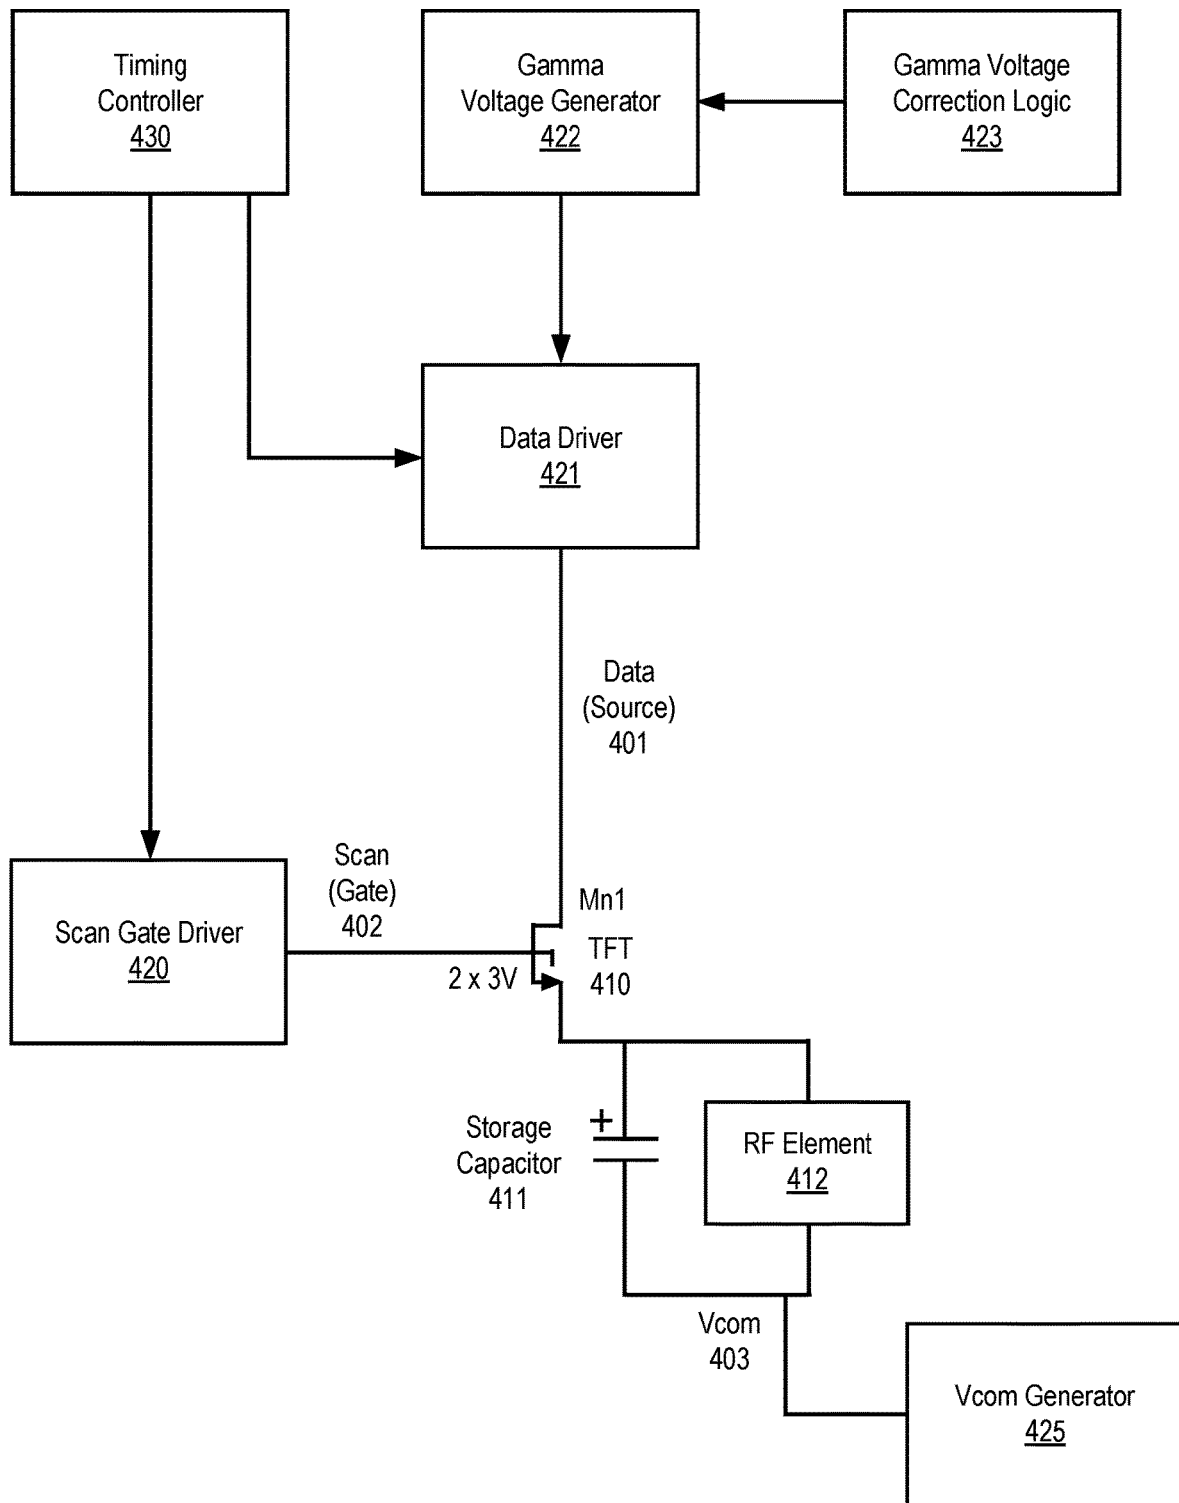 Timing
Controller
430
Gamma
Voltage Generator
422
Gamma Voltage
Correction Logic
423
Data Driver
421
Data
(Source)
401
Scan
(Gate)
402
Mn1
Scan Gate Driver
420
TFT
410
2 x 3V
Storage
Capacitor
411
+
RF Element
412
Vcom
403
Vcom Generator
425